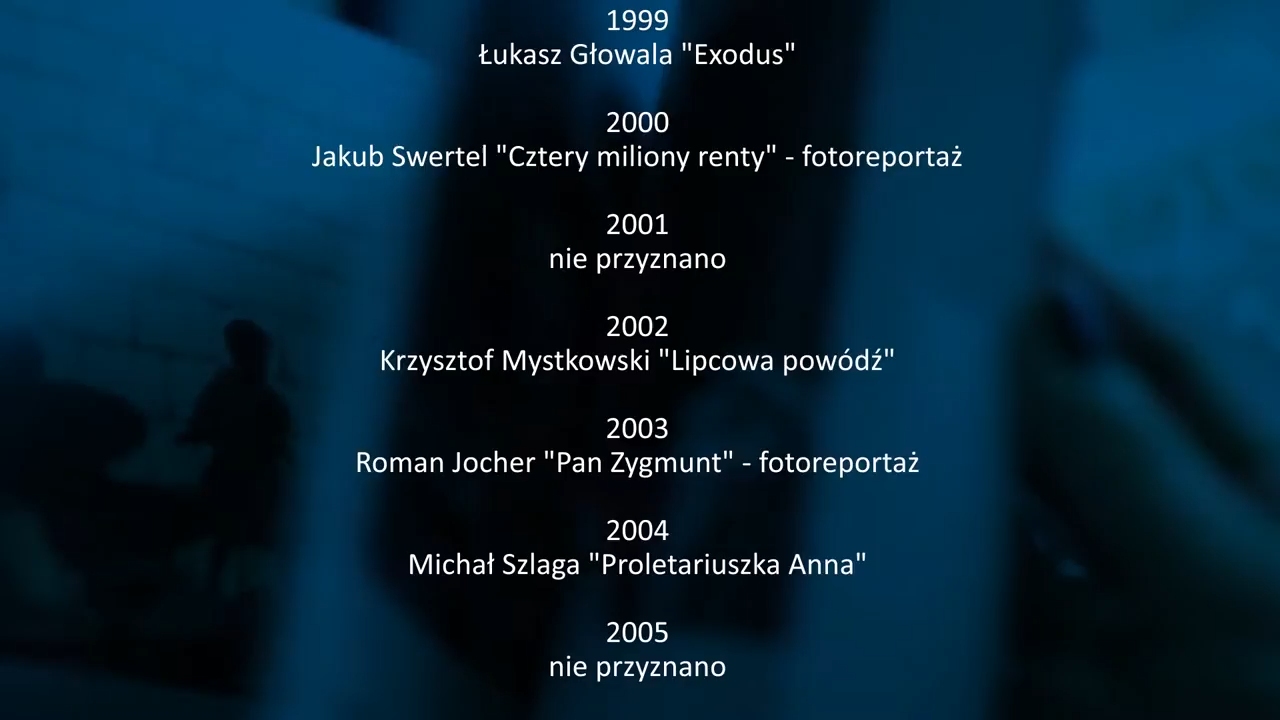 1999
Łukasz Głowala "Exodus"
2000
Jakub Swertel "Cztery miliony renty" - fotoreportaż
2001
nie przyznano
2002
Krzysztof Mystkowski "Lipcowa powódź"
2003
Roman Jocher "Pan Zygmunt" - fotoreportaż
2004
Michał Szlaga "Proletariuszka Anna"
2005
nie przyznano